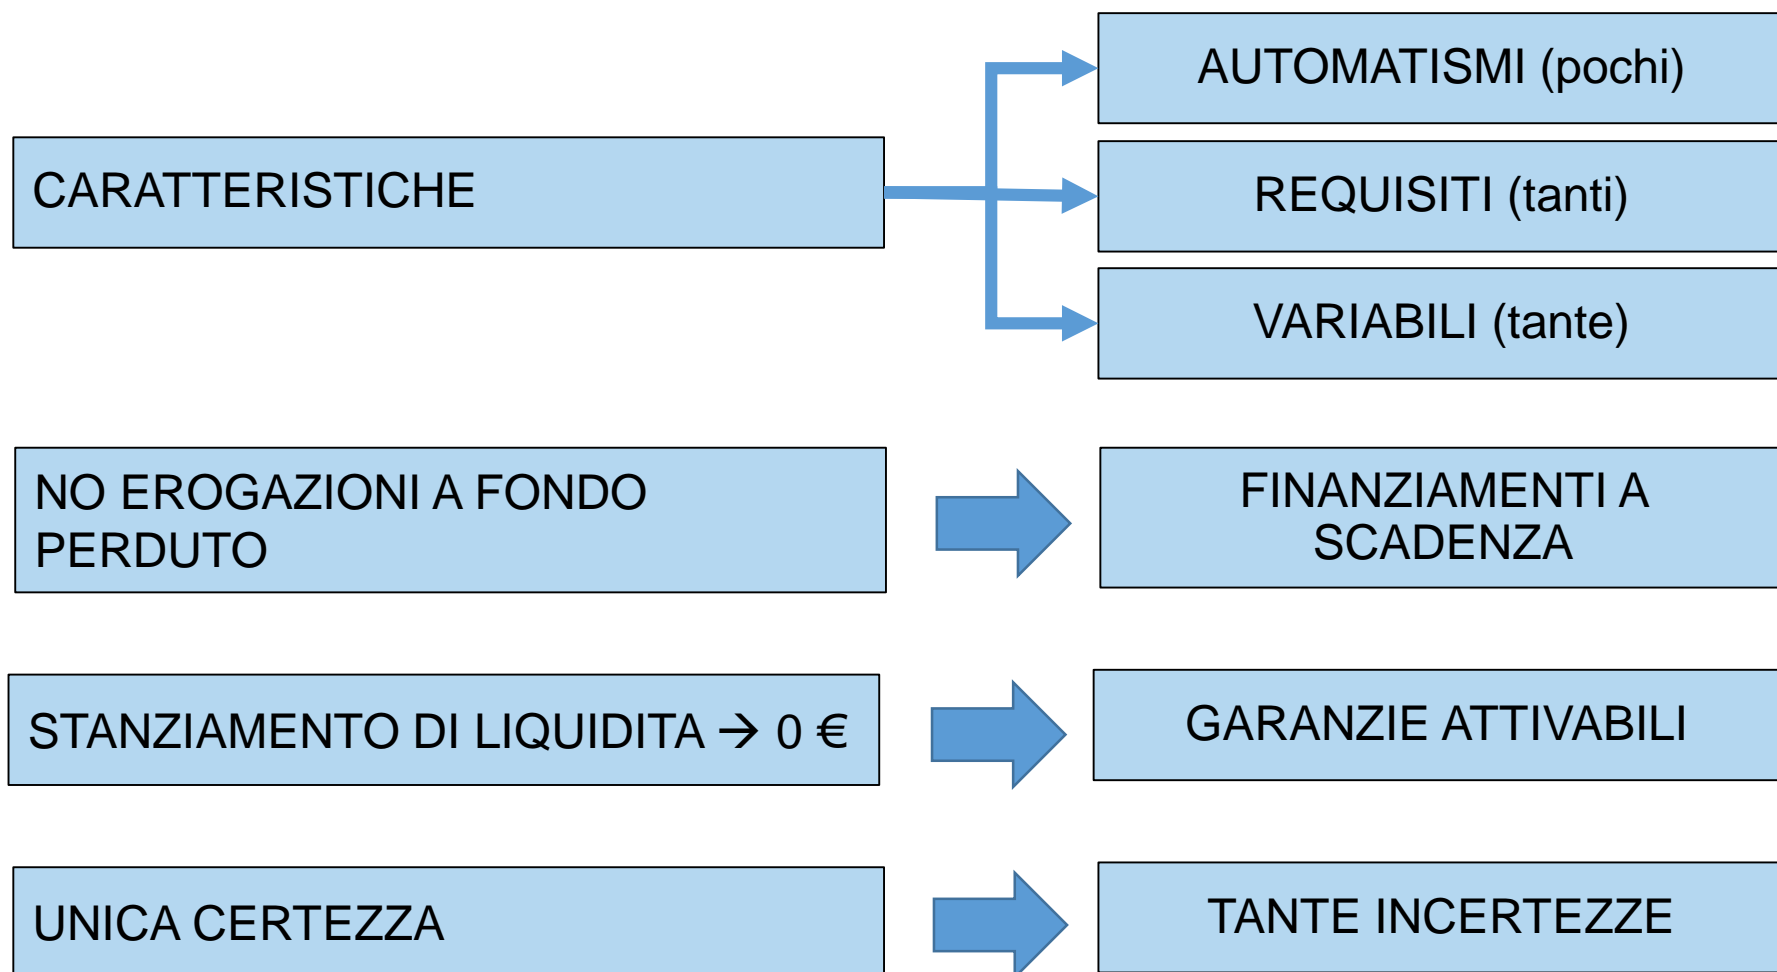 AUTOMATISMI (pochi)
CARATTERISTICHE
REQUISITI (tanti)
VARIABILI (tante)
NO EROGAZIONI A FONDO
PERDUTO
FINANZIAMENTI A
SCADENZA
STANZIAMENTO DI LIQUIDITA → 0 €
GARANZIE ATTIVABILI
UNICA CERTEZZA
TANTE INCERTEZZE